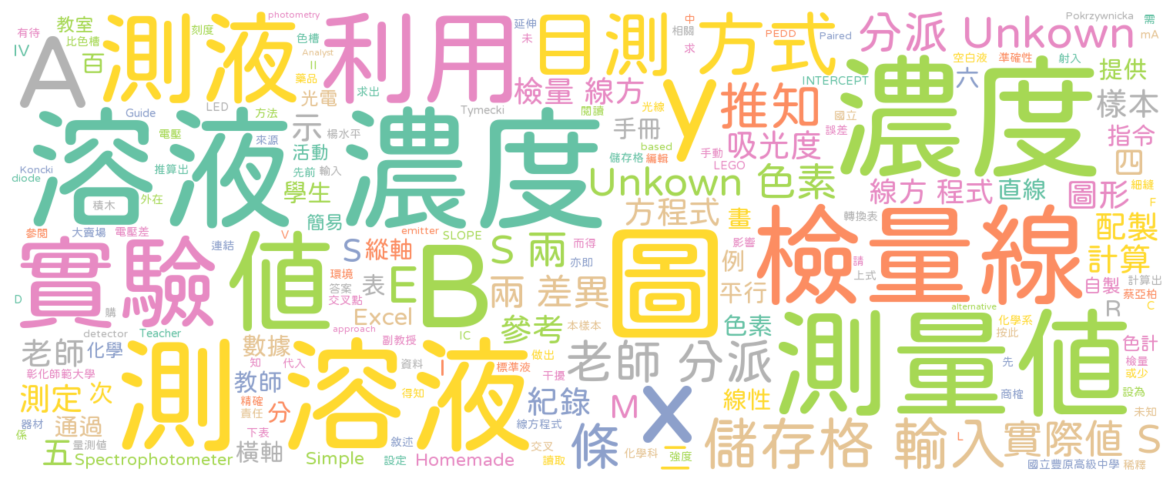 有待
教室
刻度
photometry
色槽
延伸
中
相關
PEDD
Paired
分派 Unkown
Pokrzywnicka
需
mA
IV
比色槽
百
A
測液
利用
Analyst
II
藥品
求出
光電
未
目測 方式
求
空白液
準確性
射入
六
提供
INTERCEPT
檢量 線方
y
推知
濃度
樣本
Guide
LED
方法
Tymecki
閱讀
光線
國立
誤差
示
楊水平
手冊
based
電壓
來源
溶液
濃度
吸光度
指令
活動
儲存格
編輯
手動
LEGO
四
細縫
F
Koncki
diode
推算出
先前
輸入
學生
Unkown 色素
線方 程式
直線
圖形
積木
外在
簡易
方程式
畫
轉換表
配製
參閱
大賣場
電壓差
V
emitter
SLOPE
S
縱軸
S 兩
而得
亦即
影響
請
上式
計算
實驗
值
連結
環境
答案
交叉點
表
E
B
兩 差異
圖
例
平行
檢量線
計算出
自製
蔡亞柏
C
D
購
detector
Teacher
IC
Excel
參考
色素
R
alternative
approach
副教授
本樣本
化學系
按此
色計
老師
化學
數據
測溶液
I
資料
標準液
做出
干擾
老師 分派
測量值
檢量
或少
彰化師範大學
知
代入
先
設為
測定
次
教師
精確
責任
分
得知
紀錄
M
X
線性
商榷
未知
器材
係
通過
下表
線方程式
敘述
交叉
條
儲存格
輸入
實際值 S
五
量測值
橫軸
Spectrophotometer
Simple
設定
Homemade
讀取
化學科
三
強度
L
國立豐原高級中學
稀釋